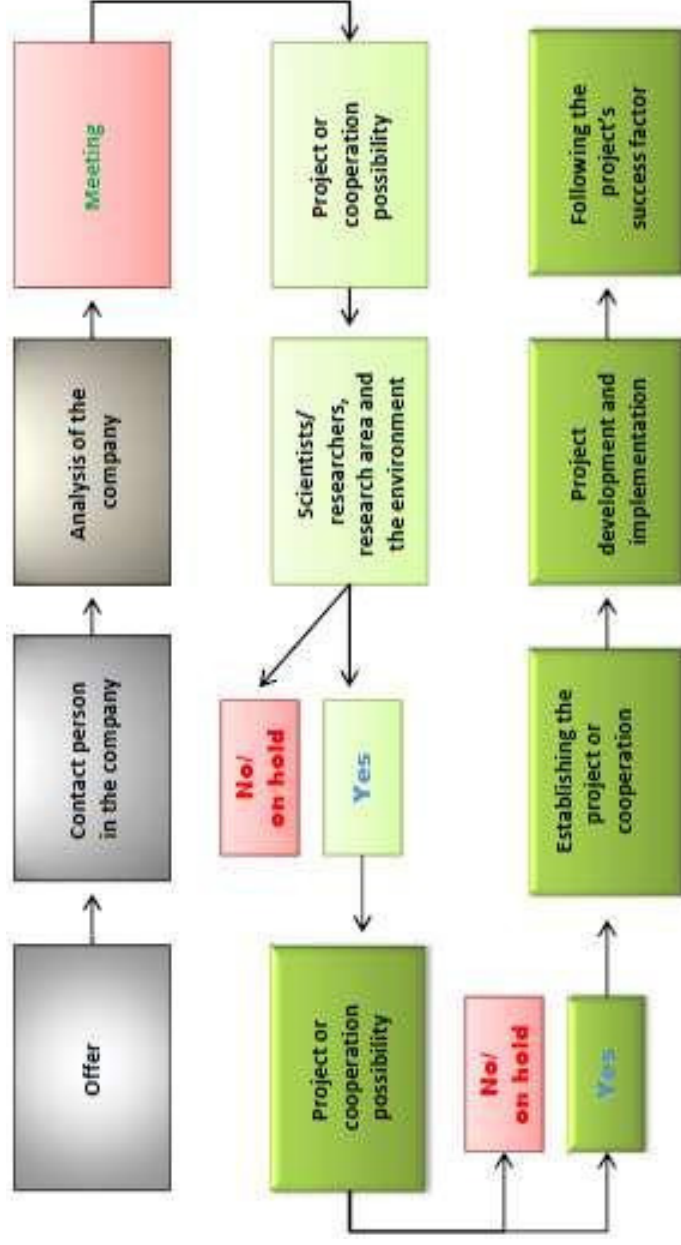 Offer
Contact person
in the company
Analysis of the
company
Meeting
Project or
cooperation
possibility
Scientists/
researchers,
research area and
the environment
No/
on hold
Yes
Project or
cooperation
possibility
No/
on hold
Yes
Establishing the
project or
cooperation
Project
development and
implementation
Following the
project's
success factor